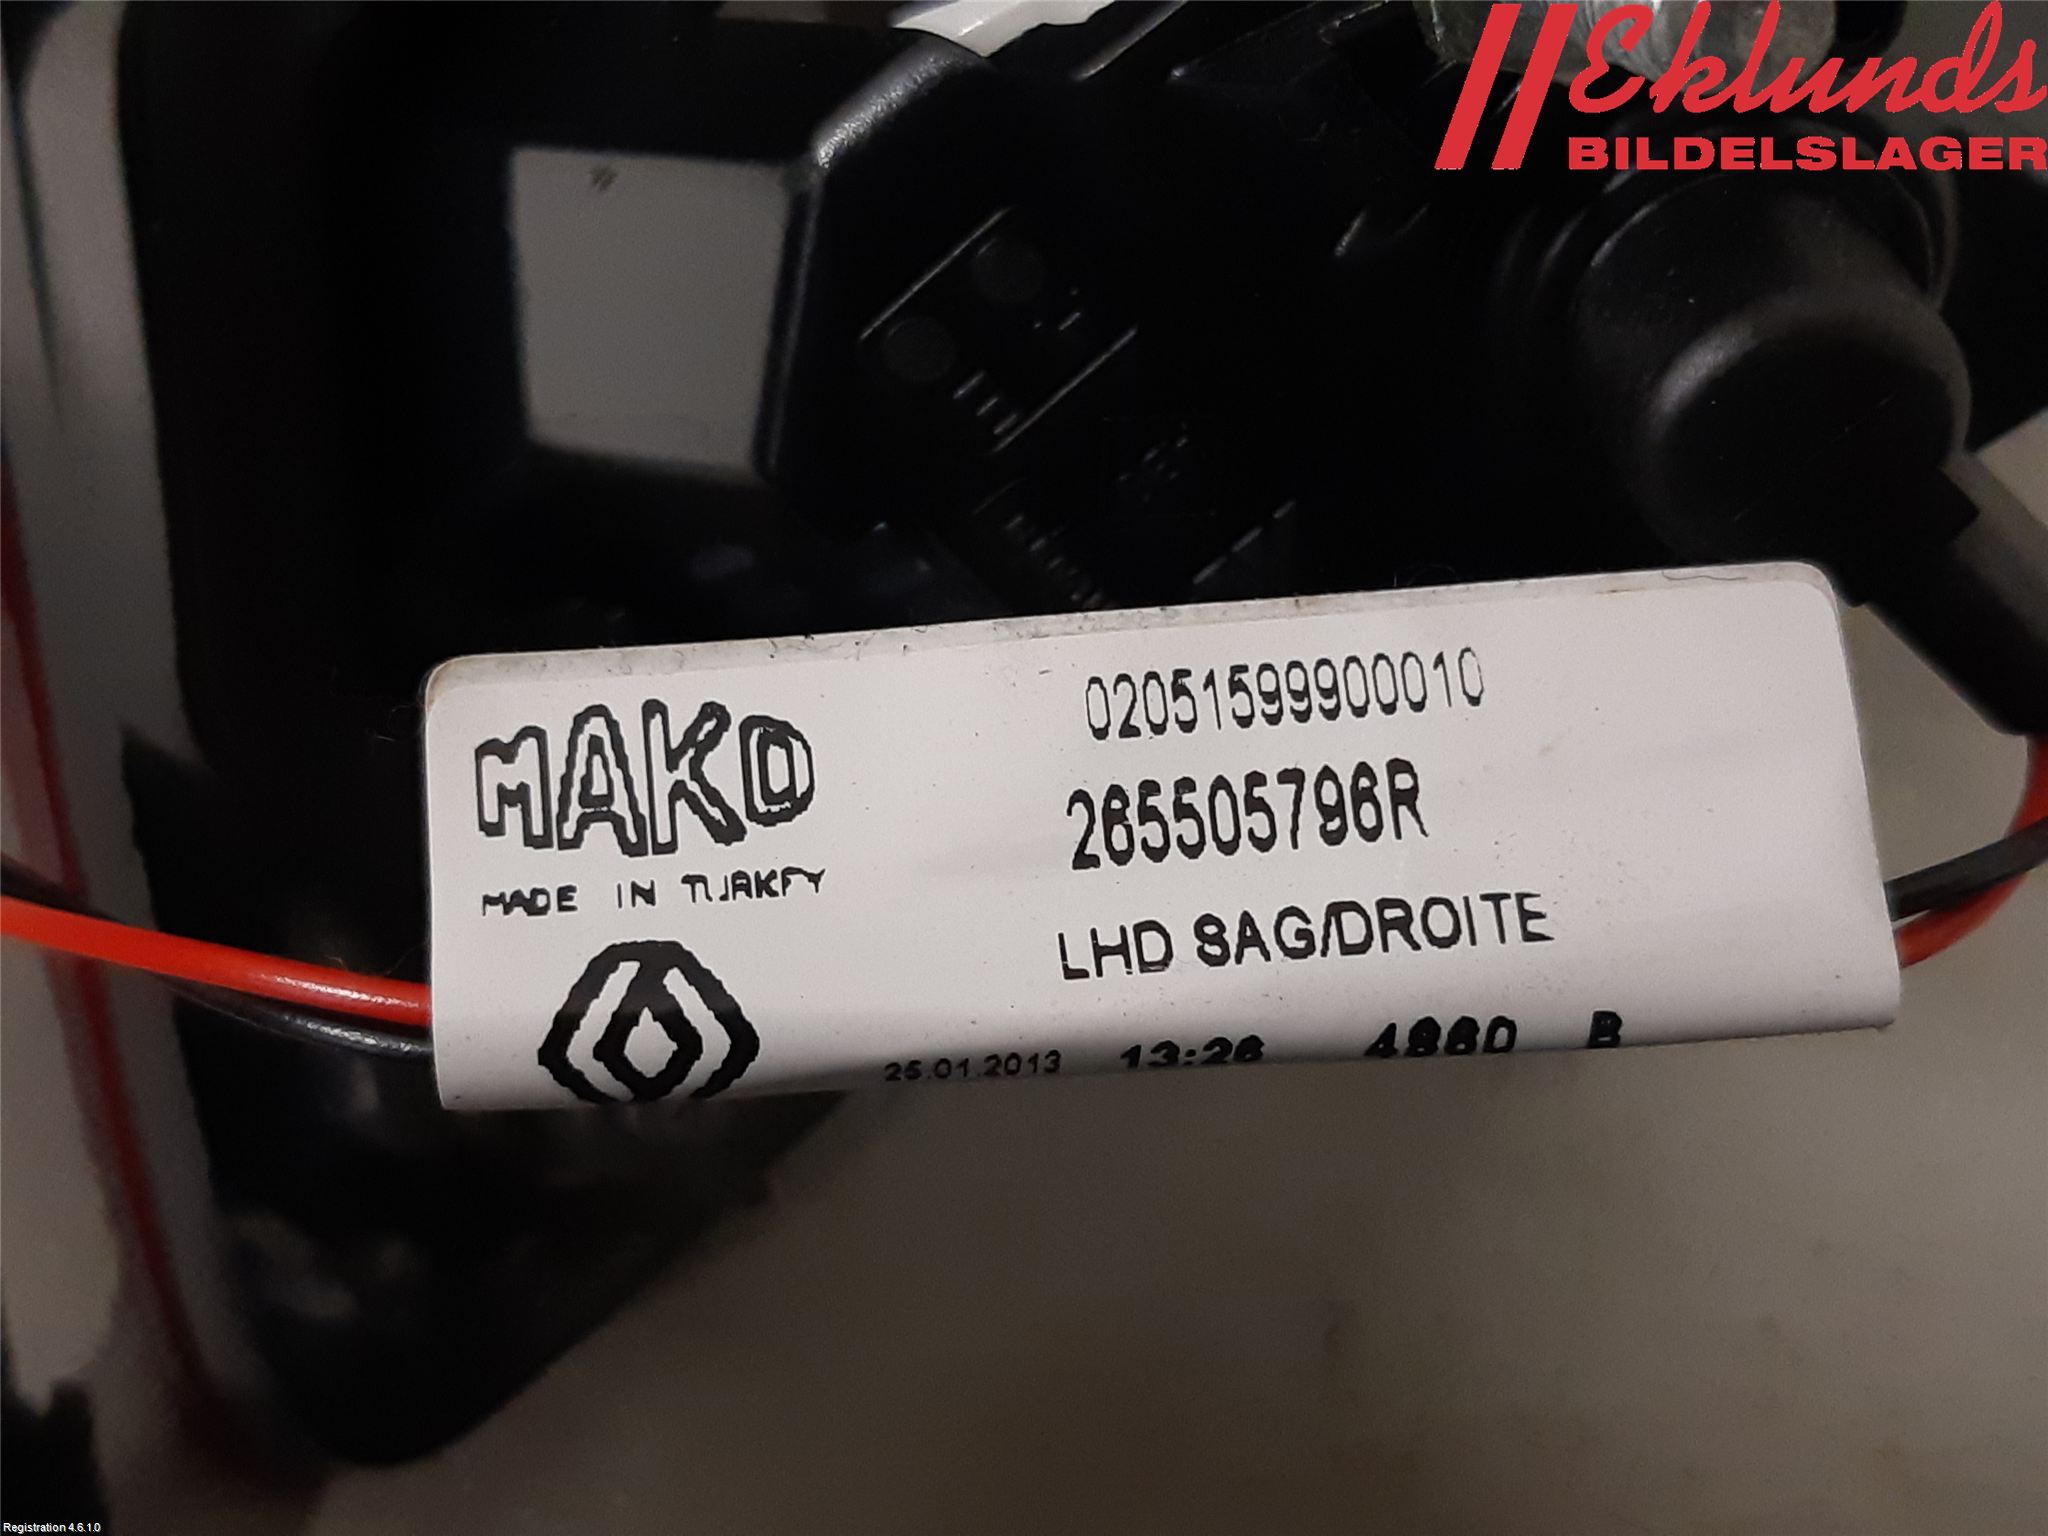 Eklunds
BILDELSLAGER
02051599900010
MAKO
265505796R
MADE IN TURKEY
LHD SAG/DROITE
25.01.2013 13:26 4860 B
Registration 4.6.1.0